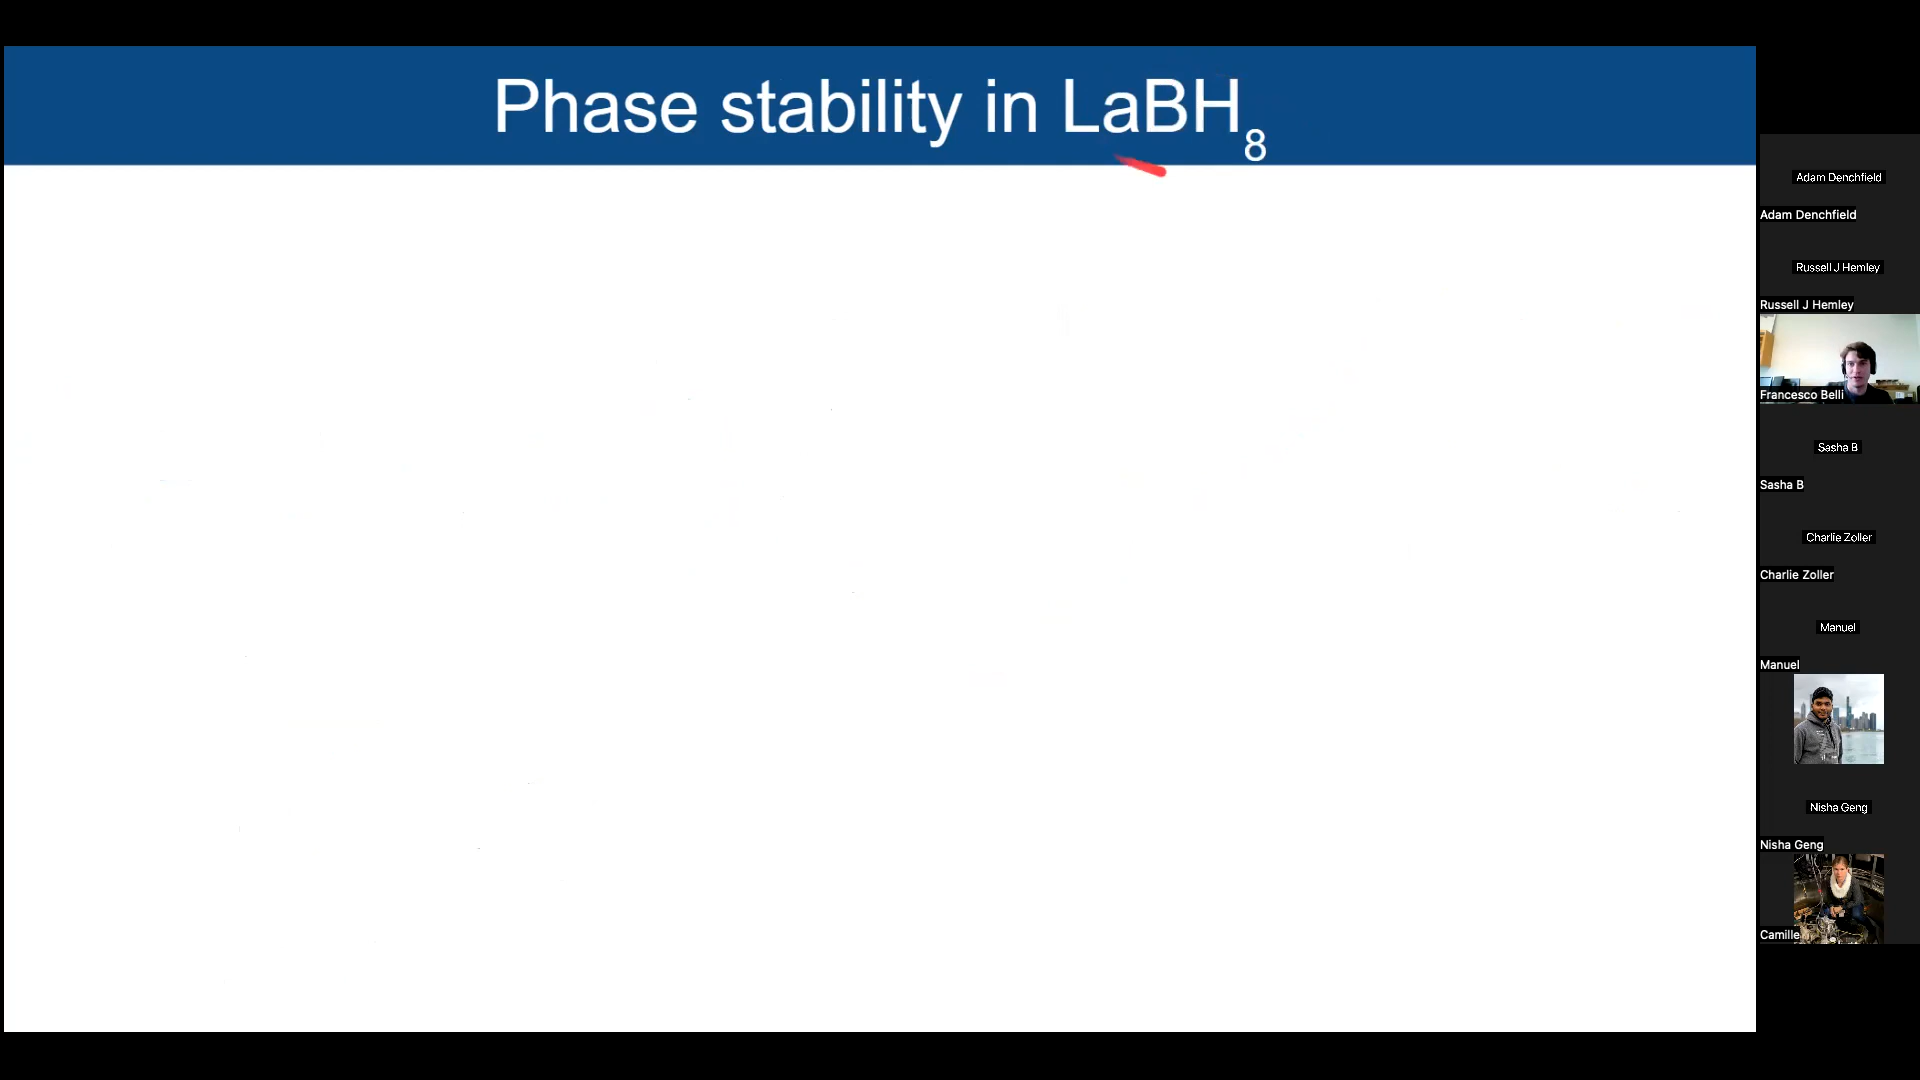 Phase stability in LaBH8
Adam Denchfield
Adam Denchfield
Russell J Hemley
Russell J Hemley
Francesco Belli
Sasha B
Sasha B
Charlie Zoller
Charlie Zoller
Manuel
Manuel
Nisha Geng
Nisha Geng
Camille